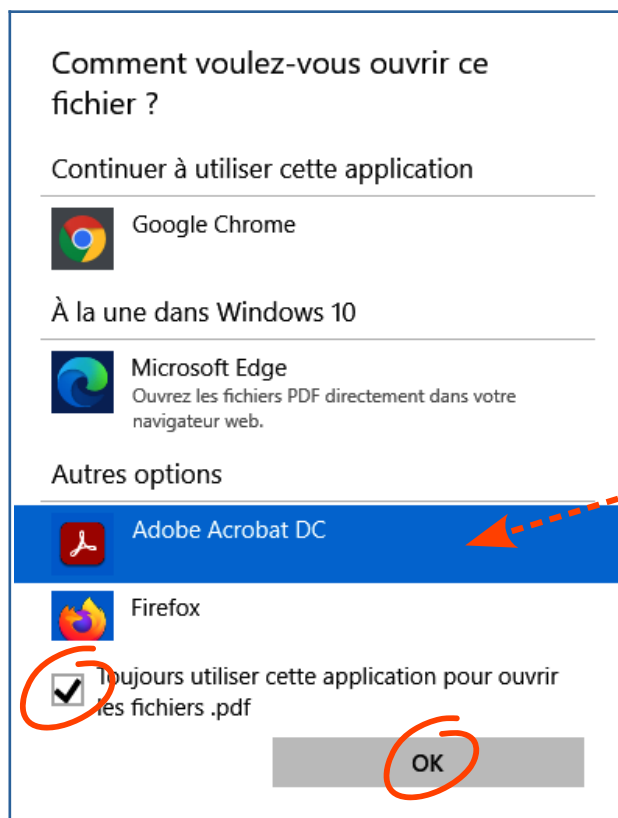 Comment voulez-vous ouvrir ce
fichier ?
Continuer à utiliser cette application
Google Chrome
À la une dans Windows 10
Microsoft Edge
Ouvrez les fichiers PDF directement dans votre
navigateur web.
Autres options
Adobe Acrobat DC
Firefox
Toujours utiliser cette application pour ouvrir
les fichiers .pdf
OK